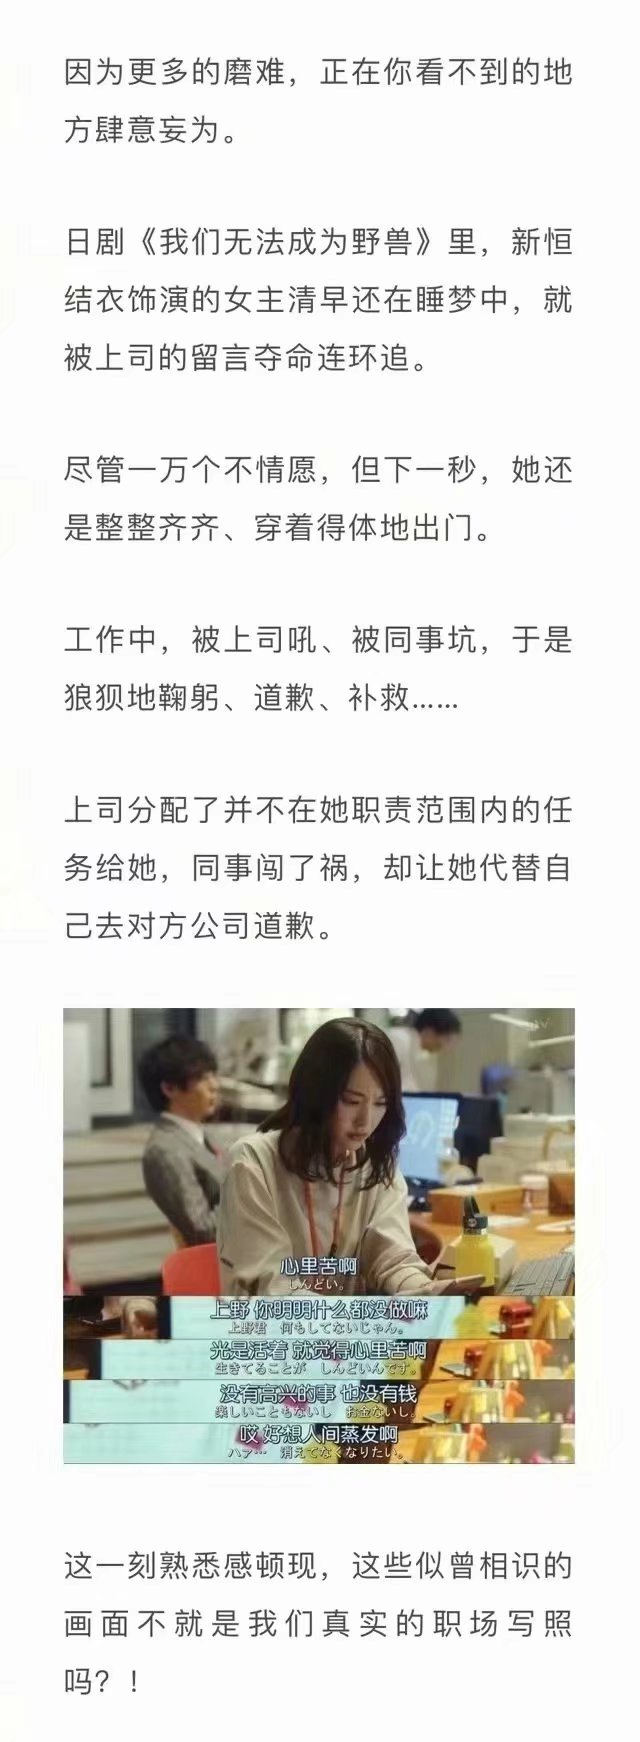 因为更多的磨难，正在你看不到的地
方肆意妄为。
日剧《我们无法成为野兽》里，新恒
结衣饰演的女主清早还在睡梦中，就
被上司的留言夺命连环追。
尽管一万个不情愿，但下一秒，她还
是整整齐齐、穿着得体地出门。
工作中，被上司吼、被同事坑，于是
狼狈地鞠躬、道歉、补救......
上司分配了并不在她职责范围内的任
务给她，同事闯了祸，却让她代替自
己去对方公司道歉。
心里苦啊
しんどい。
上野 你明明什么都没做嘛
上野君　何もしてないじゃん。
光是活着 就觉得心里苦啊
生きてることが　しんどいんです。
没有高兴的事 也没有钱
楽しいこともないし　お金ないし。
哎 好想人间蒸发啊
ハァ…　消えてなくなりたい。
这一刻熟悉感顿现，这些似曾相识的
画面不就是我们真实的职场写照
吗？！